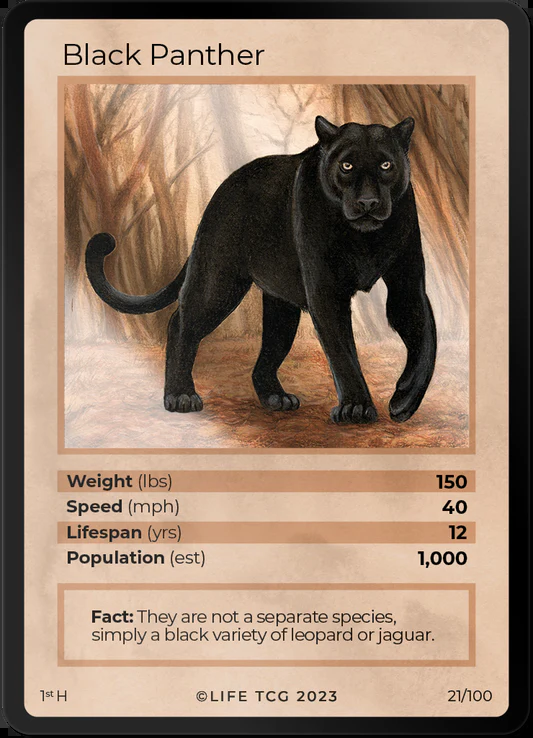 Black Panther
Weight (lbs) 150
Speed (mph) 40
Lifespan (yrs) 12
Population (est) 1,000
Fact: They are not a separate species,
simply a black variety of leopard or jaguar.
1st H ©LIFE TCG 2023 21/100